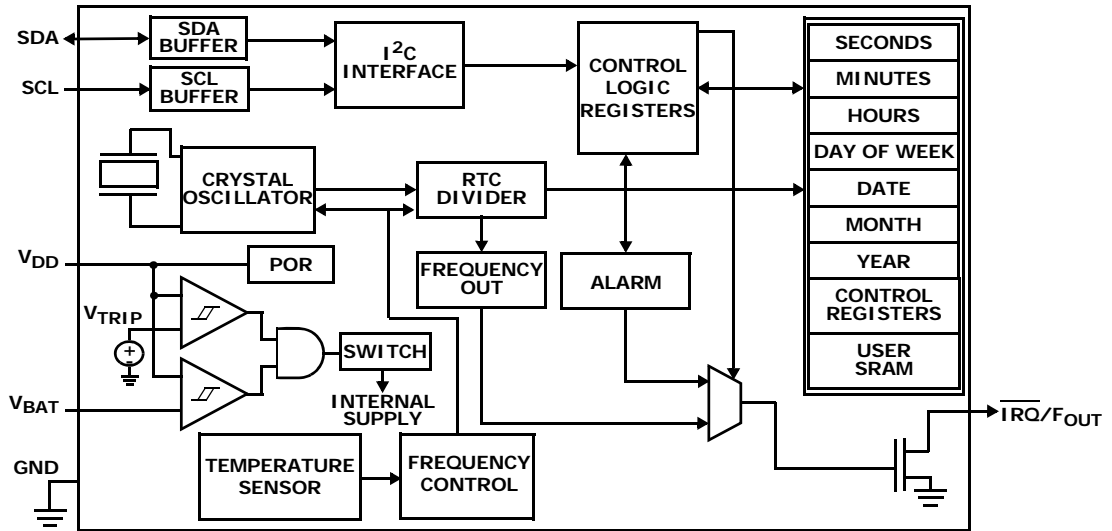 SDA
SDA
BUFFER
SCL
SCL
BUFFER
I²C
INTERFACE
CONTROL
LOGIC
REGISTERS
SECONDS
MINUTES
HOURS
DAY OF WEEK
DATE
MONTH
YEAR
CONTROL
REGISTERS
USER
SRAM
CRYSTAL
OSCILLATOR
RTC
DIVIDER
FREQUENCY
OUT
ALARM
VDD
POR
VTRIP
SWITCH
INTERNAL
SUPPLY
VBAT
GND
TEMPERATURE
SENSOR
FREQUENCY
CONTROL
IRQ/FOUT